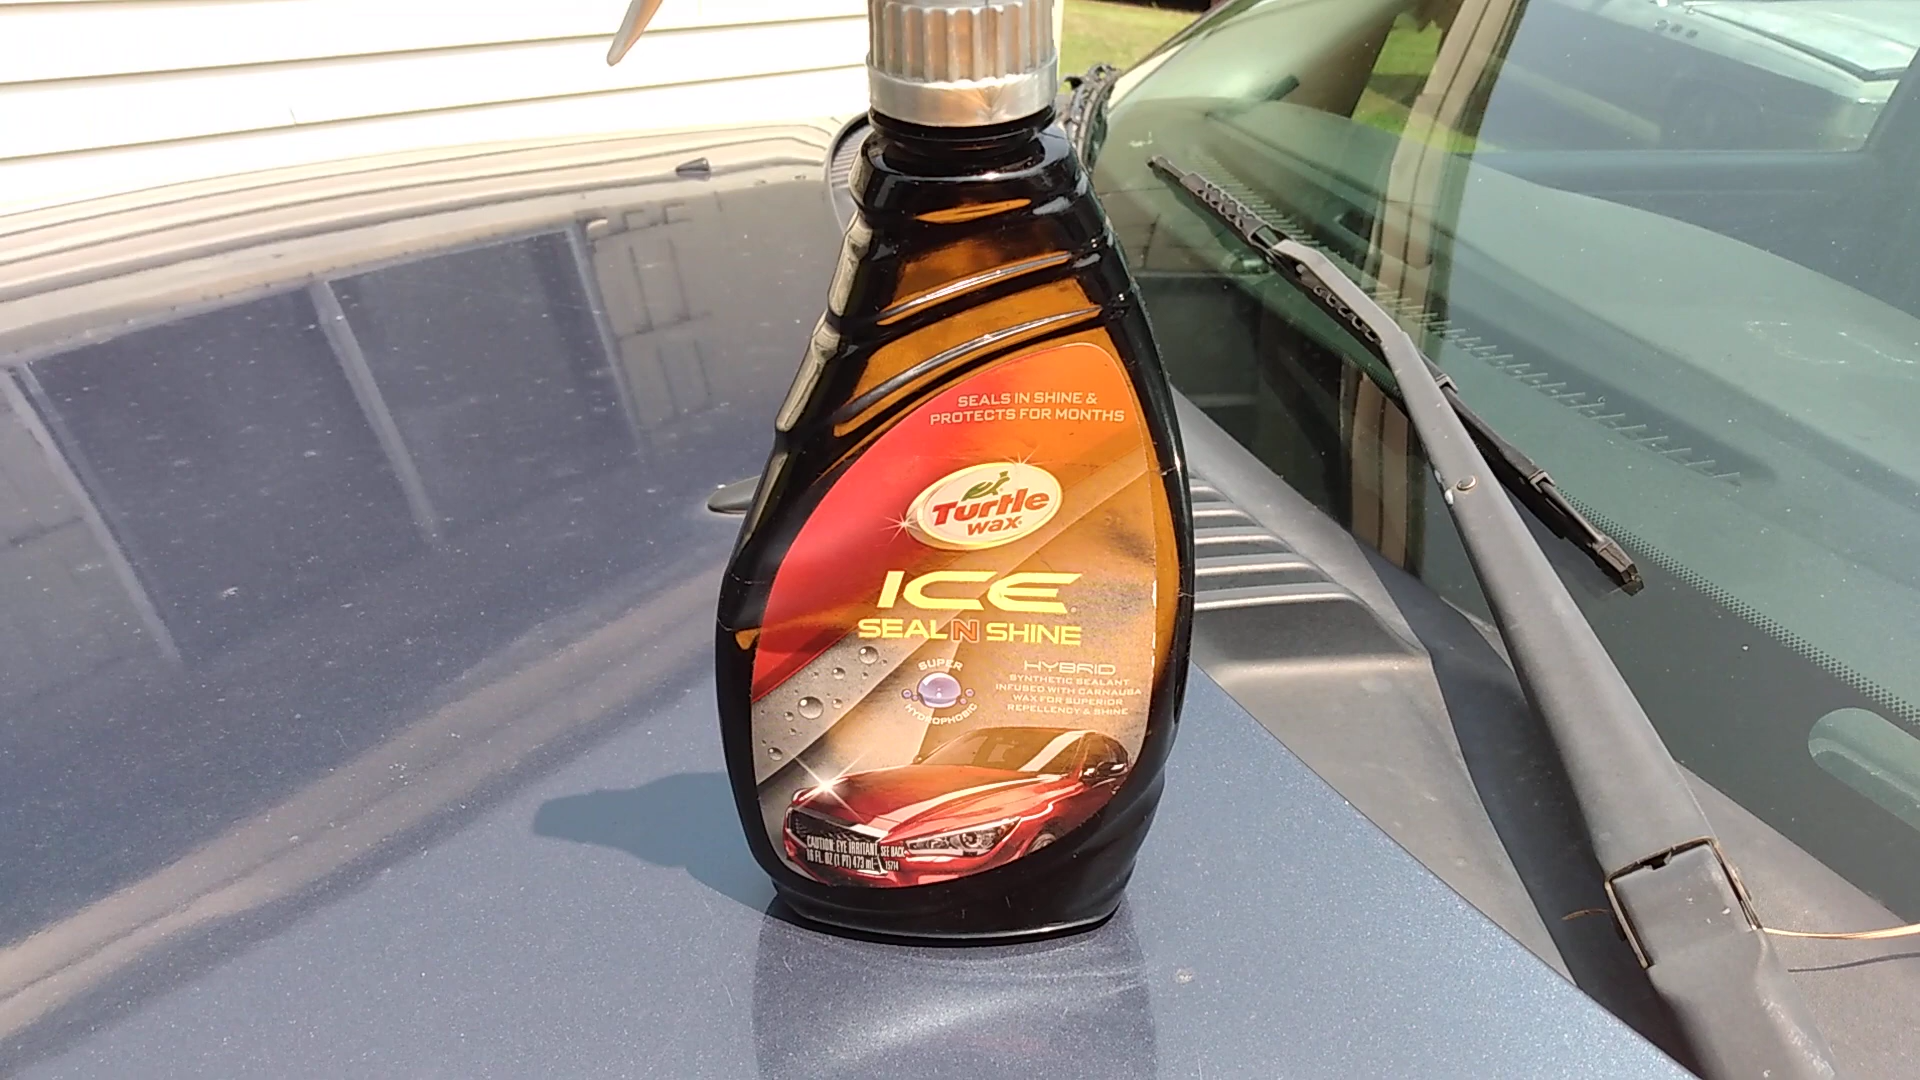 SEALS IN SHINE &
PROTECTS FOR MONTHS
Turtle
wax
ICE
SEAL N SHINE
SUPER
HYDROPHOBIC
HYBRID
SYNTHETIC SEALANT
INFUSED WITH CARNAUBA
WAX FOR SUPERIOR
REPELLENCY & SHINE
CAUTION: EYE IRRITANT. SEE BACK
16 FL. OZ (1 PT) 473 mL